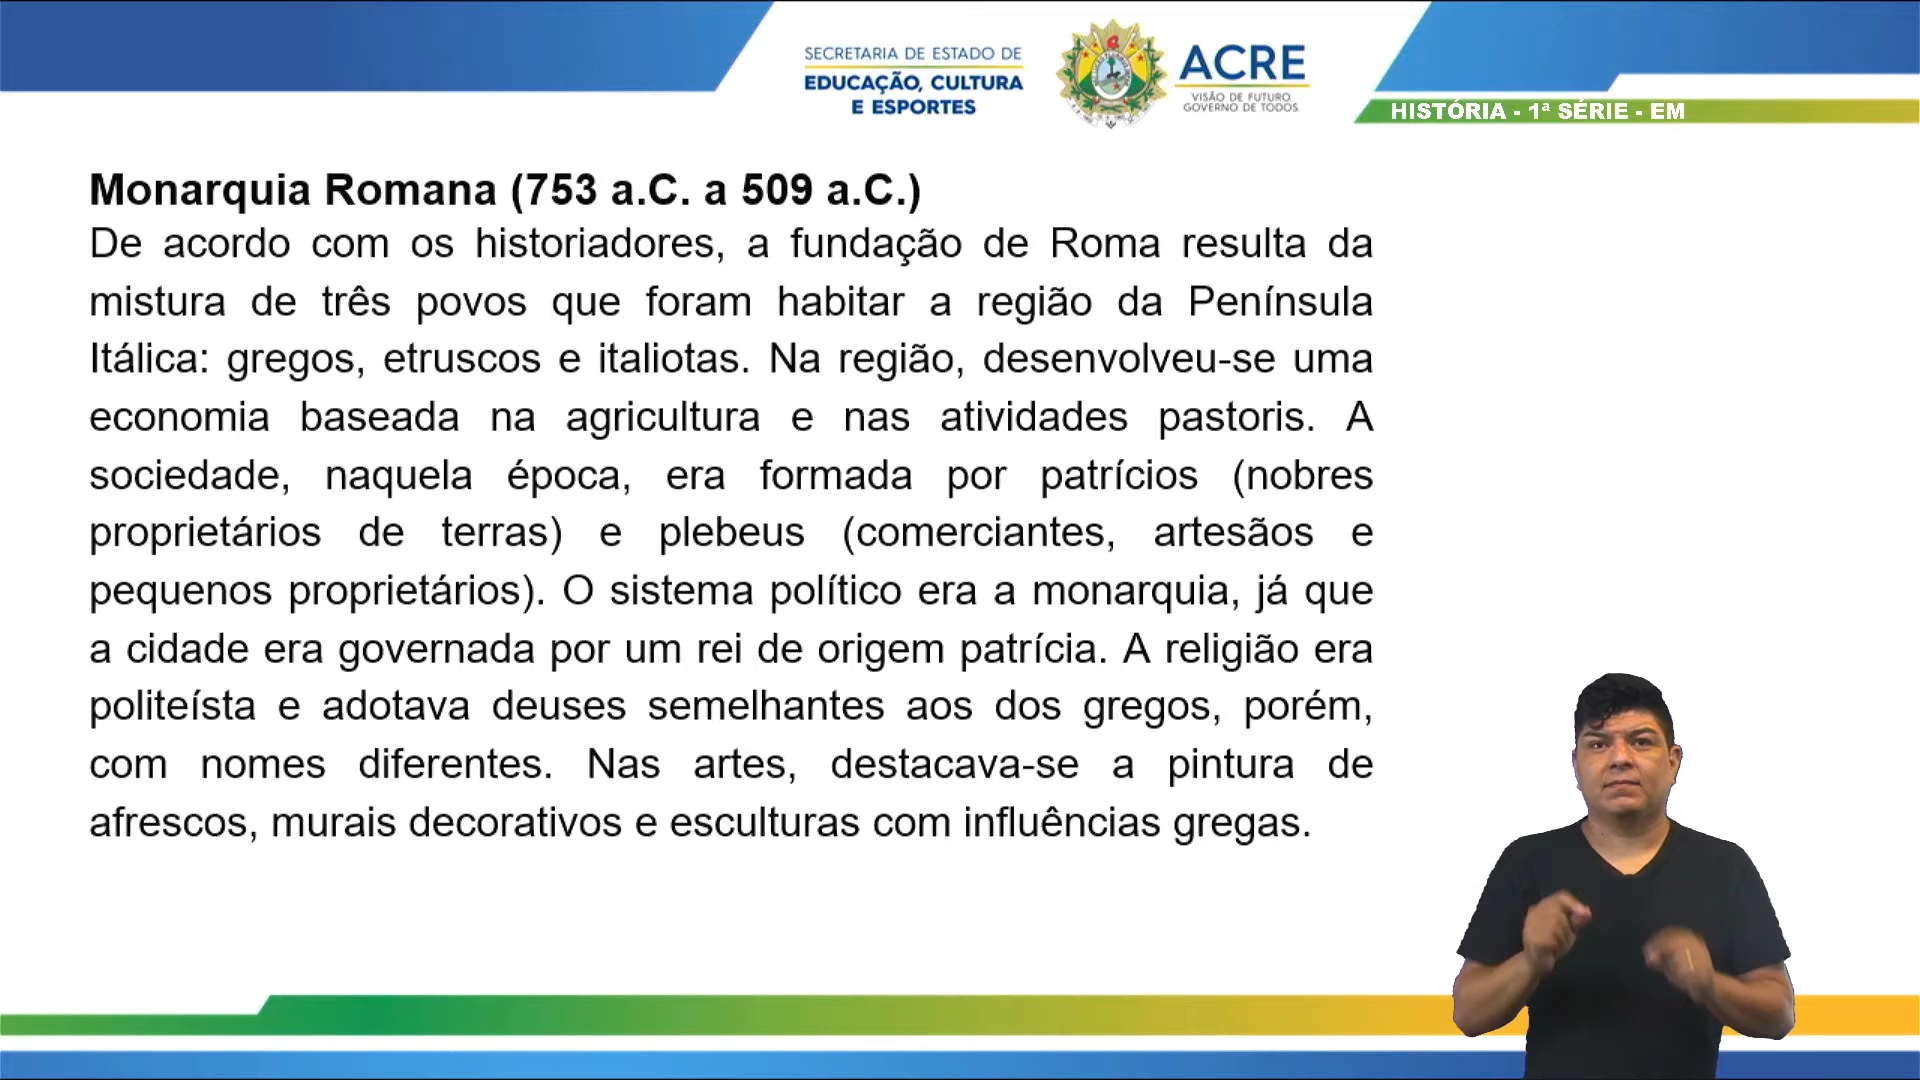 SECRETARIA DE ESTADO DE
EDUCAÇÃO, CULTURA
E ESPORTES
ACRE
VISÃO DE FUTURO
GOVERNO DE TODOS
HISTÓRIA - 1ª SÉRIE - EM
Monarquia Romana (753 a.C. a 509 a.C.)
De acordo com os historiadores, a fundação de Roma resulta da
mistura de três povos que foram habitar a região da Península
Itálica: gregos, etruscos e italiotas. Na região, desenvolveu-se uma
economia baseada na agricultura e nas atividades pastoris. A
sociedade, naquela época, era formada por patrícios (nobres
proprietários de terras) e plebeus (comerciantes, artesãos e
pequenos proprietários). O sistema político era a monarquia, já que
a cidade era governada por um rei de origem patrícia. A religião era
politeísta e adotava deuses semelhantes aos dos gregos, porém,
com nomes diferentes. Nas artes, destacava-se a pintura de
afrescos, murais decorativos e esculturas com influências gregas.